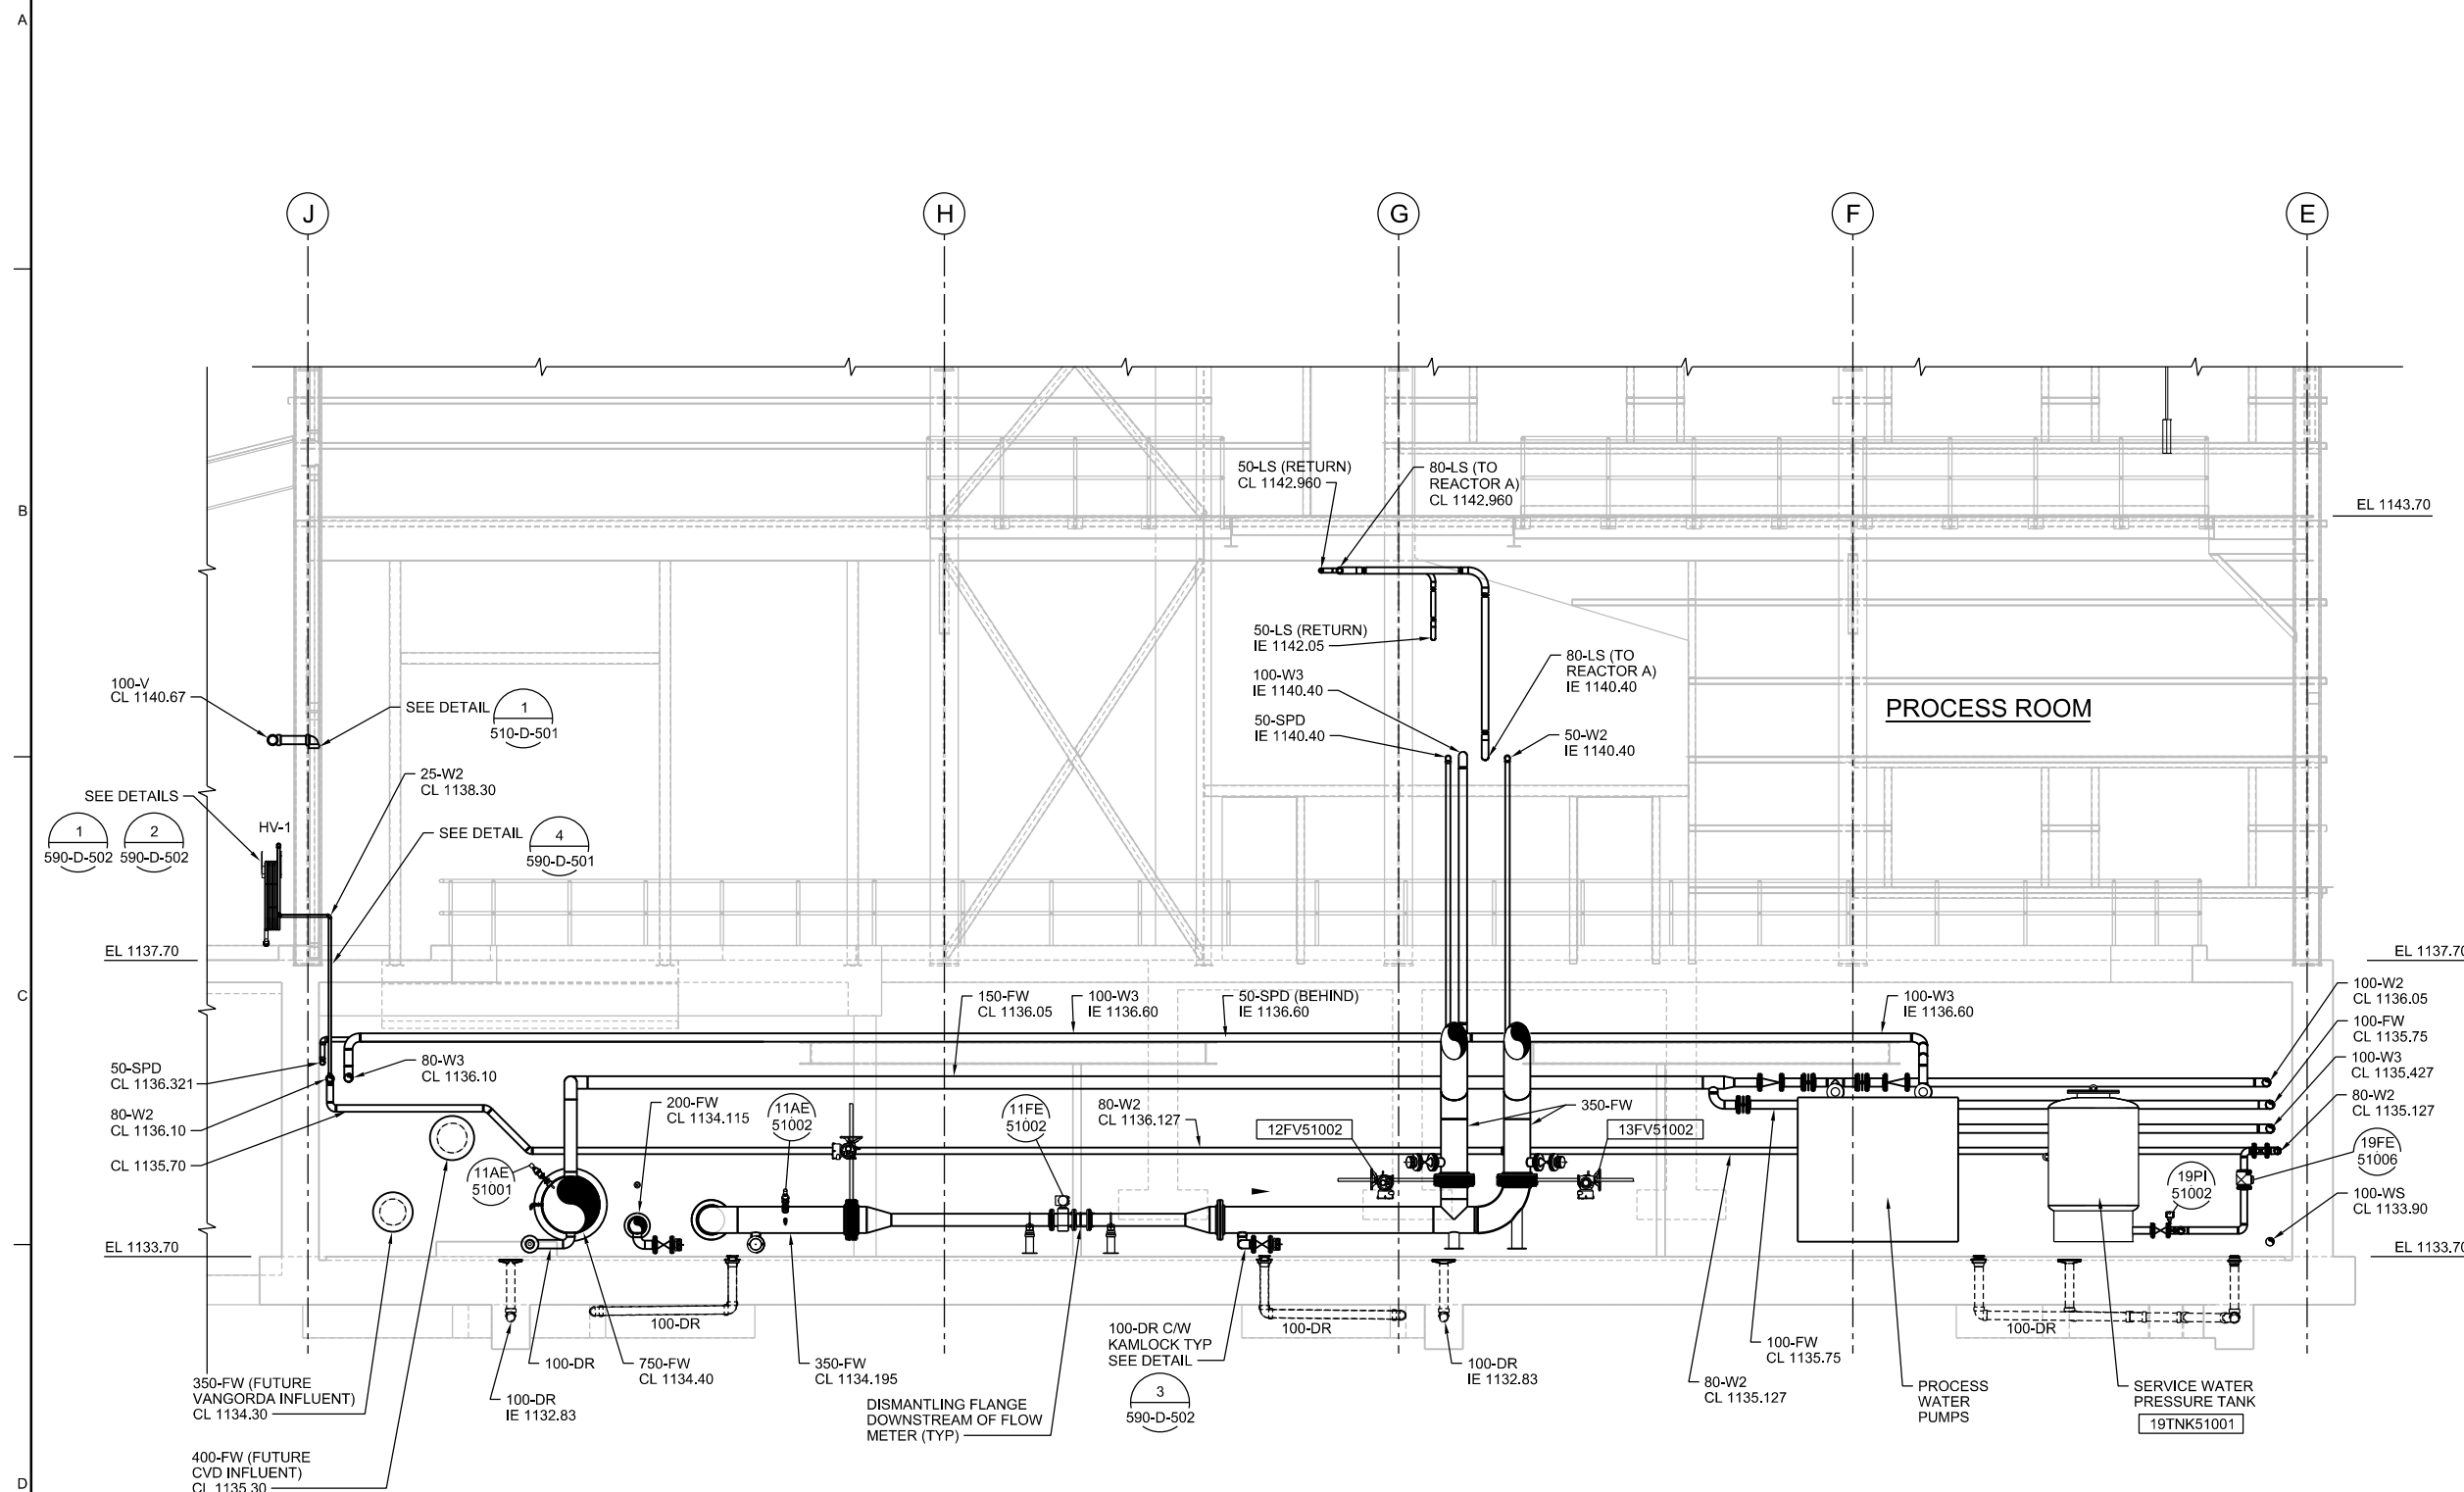 A
J
H
G
F
E
50-LS (RETURN)
CL 1142.960
80-LS (TO
REACTOR A)
CL 1142.960
B
EL 1143.70
50-LS (RETURN)
IE 1142.05
80-LS (TO
REACTOR A)
IE 1140.40
100-W3
IE 1140.40
100-V
CL 1140.67
SEE DETAIL
1
510-D-501
PROCESS ROOM
50-SPD
IE 1140.40
50-W2
IE 1140.40
25-W2
CL 1138.30
SEE DETAILS
1
590-D-502
2
590-D-502
HV-1
SEE DETAIL
4
590-D-501
EL 1137.70
EL 1137.70
C
150-FW
CL 1136.05
100-W3
IE 1136.60
50-SPD (BEHIND)
IE 1136.60
100-W3
IE 1136.60
100-W2
CL 1136.05
100-FW
CL 1135.75
100-W3
CL 1135.427
80-W2
CL 1135.127
50-SPD
CL 1136.321
80-W3
CL 1136.10
80-W2
CL 1136.10
CL 1135.70
200-FW
CL 1134.115
11AE
51002
11FE
51002
80-W2
CL 1136.127
12FV51002
350-FW
13FV51002
11AE
51001
19PI
51002
19FE
51006
100-WS
CL 1133.90
EL 1133.70
EL 1133.70
100-DR
100-DR
100-DR
100-DR C/W
KAMLOCK TYP
SEE DETAIL
3
590-D-502
100-FW
CL 1135.75
100-DR
750-FW
CL 1134.40
350-FW
CL 1134.195
100-DR
IE 1132.83
80-W2
CL 1135.127
PROCESS
WATER
PUMPS
SERVICE WATER
PRESSURE TANK
19TNK51001
350-FW (FUTURE
VANGORDA INFLUENT)
CL 1134.30
100-DR
IE 1132.83
DISMANTLING FLANGE
DOWNSTREAM OF FLOW
METER (TYP)
400-FW (FUTURE
CVD INFLUENT)
CL 1135.30
D